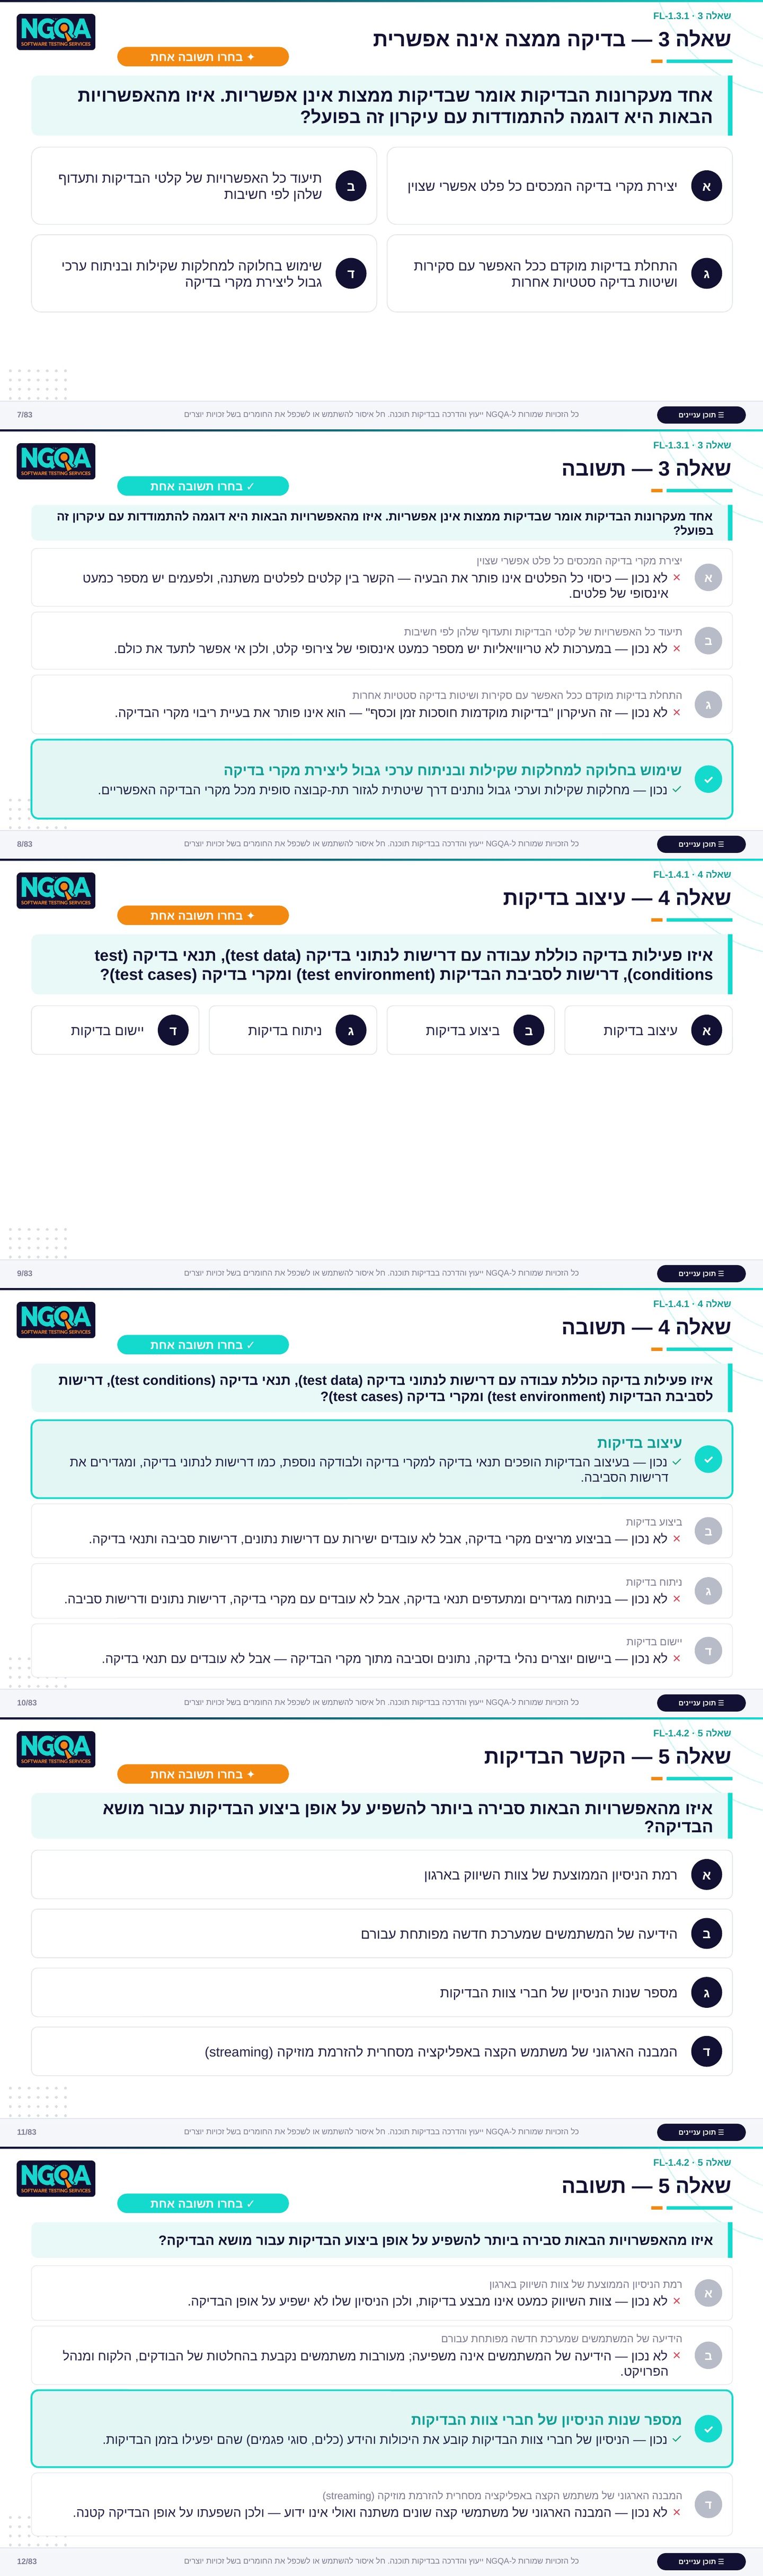 שאלה 3 · FL-1.3.1
שאלה 3 — בדיקה ממצה אינה אפשרית
NGQA
SOFTWARE TESTING SERVICES
✦ בחרו תשובה אחת
אחד מעקרונות הבדיקות אומר שבדיקות ממצות אינן אפשריות. איזו מהאפשרויות
הבאות היא דוגמה להתמודדות עם עיקרון זה בפועל?
א
יצירת מקרי בדיקה המכסים כל פלט אפשרי שצוין
ב
תיעוד כל האפשרויות של קלטי הבדיקות ותעדוף
שלהן לפי חשיבות
ג
התחלת בדיקות מוקדם ככל האפשר עם סקירות
ושיטות בדיקה סטטיות אחרות
ד
שימוש בחלוקה למחלקות שקילות ובניתוח ערכי
גבול ליצירת מקרי בדיקה
☰ תוכן עניינים
כל הזכויות שמורות ל-NGQA ייעוץ והדרכה בבדיקות תוכנה. חל איסור להשתמש או לשכפל את החומרים בשל זכויות יוצרים
7/83
שאלה 3 · FL-1.3.1
שאלה 3 — תשובה
NGQA
SOFTWARE TESTING SERVICES
✓ בחרו תשובה אחת
אחד מעקרונות הבדיקות אומר שבדיקות ממצות אינן אפשריות. איזו מהאפשרויות הבאות היא דוגמה להתמודדות עם עיקרון זה
בפועל?
א
יצירת מקרי בדיקה המכסים כל פלט אפשרי שצוין
✕ לא נכון — כיסוי כל הפלטים אינו פותר את הבעיה — הקשר בין קלטים לפלטים משתנה, ולפעמים יש מספר כמעט
אינסופי של פלטים.
ב
תיעוד כל האפשרויות של קלטי הבדיקות ותעדוף שלהן לפי חשיבות
✕ לא נכון — במערכות לא טריוויאליות יש מספר כמעט אינסופי של צירופי קלט, ולכן אי אפשר לתעד את כולם.
ג
התחלת בדיקות מוקדם ככל האפשר עם סקירות ושיטות בדיקה סטטיות אחרות
✕ לא נכון — זה העיקרון "בדיקות מוקדמות חוסכות זמן וכסף" — הוא אינו פותר את בעיית ריבוי מקרי הבדיקה.
✓
שימוש בחלוקה למחלקות שקילות ובניתוח ערכי גבול ליצירת מקרי בדיקה
✓ נכון — מחלקות שקילות וערכי גבול נותנים דרך שיטתית לגזור תת-קבוצה סופית מכל מקרי הבדיקה האפשריים.
☰ תוכן עניינים
כל הזכויות שמורות ל-NGQA ייעוץ והדרכה בבדיקות תוכנה. חל איסור להשתמש או לשכפל את החומרים בשל זכויות יוצרים
8/83
שאלה 4 · FL-1.4.1
שאלה 4 — עיצוב בדיקות
NGQA
SOFTWARE TESTING SERVICES
✦ בחרו תשובה אחת
איזו פעילות בדיקה כוללת עבודה עם דרישות לנתוני בדיקה (test data), תנאי בדיקה (test
conditions), דרישות לסביבת הבדיקות (test environment) ומקרי בדיקה (test cases)?
א
עיצוב בדיקות
ב
ביצוע בדיקות
ג
ניתוח בדיקות
ד
יישום בדיקות
☰ תוכן עניינים
כל הזכויות שמורות ל-NGQA ייעוץ והדרכה בבדיקות תוכנה. חל איסור להשתמש או לשכפל את החומרים בשל זכויות יוצרים
9/83
שאלה 4 · FL-1.4.1
שאלה 4 — תשובה
NGQA
SOFTWARE TESTING SERVICES
✓ בחרו תשובה אחת
איזו פעילות בדיקה כוללת עבודה עם דרישות לנתוני בדיקה (test data), תנאי בדיקה (test conditions), דרישות
לסביבת הבדיקות (test environment) ומקרי בדיקה (test cases)?
✓
עיצוב בדיקות
✓ נכון — בעיצוב הבדיקות הופכים תנאי בדיקה למקרי בדיקה ולבודקה נוספת, כמו דרישות לנתוני בדיקה, ומגדירים את
דרישות הסביבה.
ב
ביצוע בדיקות
✕ לא נכון — בביצוע מריצים מקרי בדיקה, אבל לא עובדים ישירות עם דרישות נתונים, דרישות סביבה ותנאי בדיקה.
ג
ניתוח בדיקות
✕ לא נכון — בניתוח מגדירים ומתעדפים תנאי בדיקה, אבל לא עובדים עם מקרי בדיקה, דרישות נתונים ודרישות סביבה.
ד
יישום בדיקות
✕ לא נכון — ביישום יוצרים נהלי בדיקה, נתונים וסביבה מתוך מקרי הבדיקה — אבל לא עובדים עם תנאי בדיקה.
☰ תוכן עניינים
כל הזכויות שמורות ל-NGQA ייעוץ והדרכה בבדיקות תוכנה. חל איסור להשתמש או לשכפל את החומרים בשל זכויות יוצרים
10/83
שאלה 5 · FL-1.4.2
שאלה 5 — הקשר הבדיקות
NGQA
SOFTWARE TESTING SERVICES
✦ בחרו תשובה אחת
איזו מהאפשרויות הבאות סבירה ביותר להשפיע על אופן ביצוע הבדיקות עבור מושא
הבדיקה?
א
רמת הניסיון הממוצעת של צוות השיווק בארגון
ב
הידיעה של המשתמשים שמערכת חדשה מפותחת עבורם
ג
מספר שנות הניסיון של חברי צוות הבדיקות
ד
המבנה הארגוני של משתמש הקצה באפליקציה מסחרית להזרמת מוזיקה (streaming)
☰ תוכן עניינים
כל הזכויות שמורות ל-NGQA ייעוץ והדרכה בבדיקות תוכנה. חל איסור להשתמש או לשכפל את החומרים בשל זכויות יוצרים
11/83
שאלה 5 · FL-1.4.2
שאלה 5 — תשובה
NGQA
SOFTWARE TESTING SERVICES
✓ בחרו תשובה אחת
איזו מהאפשרויות הבאות סבירה ביותר להשפיע על אופן ביצוע הבדיקות עבור מושא הבדיקה?
א
רמת הניסיון הממוצעת של צוות השיווק בארגון
✕ לא נכון — צוות השיווק כמעט אינו מבצע בדיקות, ולכן הניסיון שלו לא ישפיע על אופן הבדיקה.
ב
הידיעה של המשתמשים שמערכת חדשה מפותחת עבורם
✕ לא נכון — הידיעה של המשתמשים אינה משפיעה; מעורבות משתמשים נקבעת בהחלטות של הבודקים, הלקוח ומנהל
הפרויקט.
✓
מספר שנות הניסיון של חברי צוות הבדיקות
✓ נכון — הניסיון של חברי צוות הבדיקות קובע את היכולות והידע (כלים, סוגי פגמים) שהם יפעילו בזמן הבדיקות.
ד
המבנה הארגוני של משתמש הקצה באפליקציה מסחרית להזרמת מוזיקה (streaming)
✕ לא נכון — המבנה הארגוני של משתמשי קצה שונים משתנה ואולי אינו ידוע — ולכן השפעתו על אופן הבדיקה קטנה.
☰ תוכן עניינים
כל הזכויות שמורות ל-NGQA ייעוץ והדרכה בבדיקות תוכנה. חל איסור להשתמש או לשכפל את החומרים בשל זכויות יוצרים
12/83